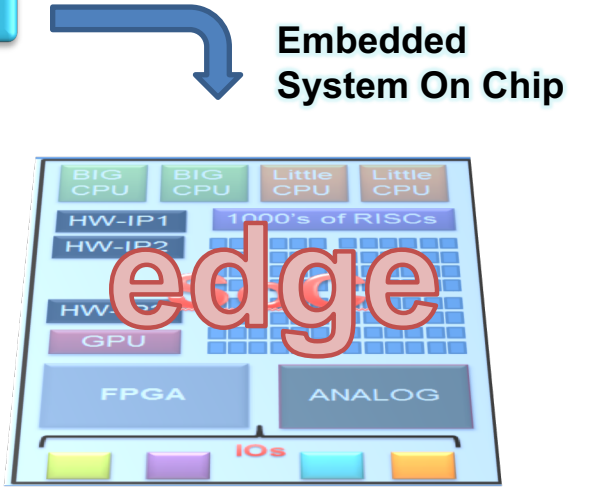 Embedded
System On Chip
BIG
CPU
BIG
CPU
Little
CPU
Little
CPU
HW-IP1
1000's of RISCs
HW-IP2
edge
GPU
FPGA
ANALOG
IOs